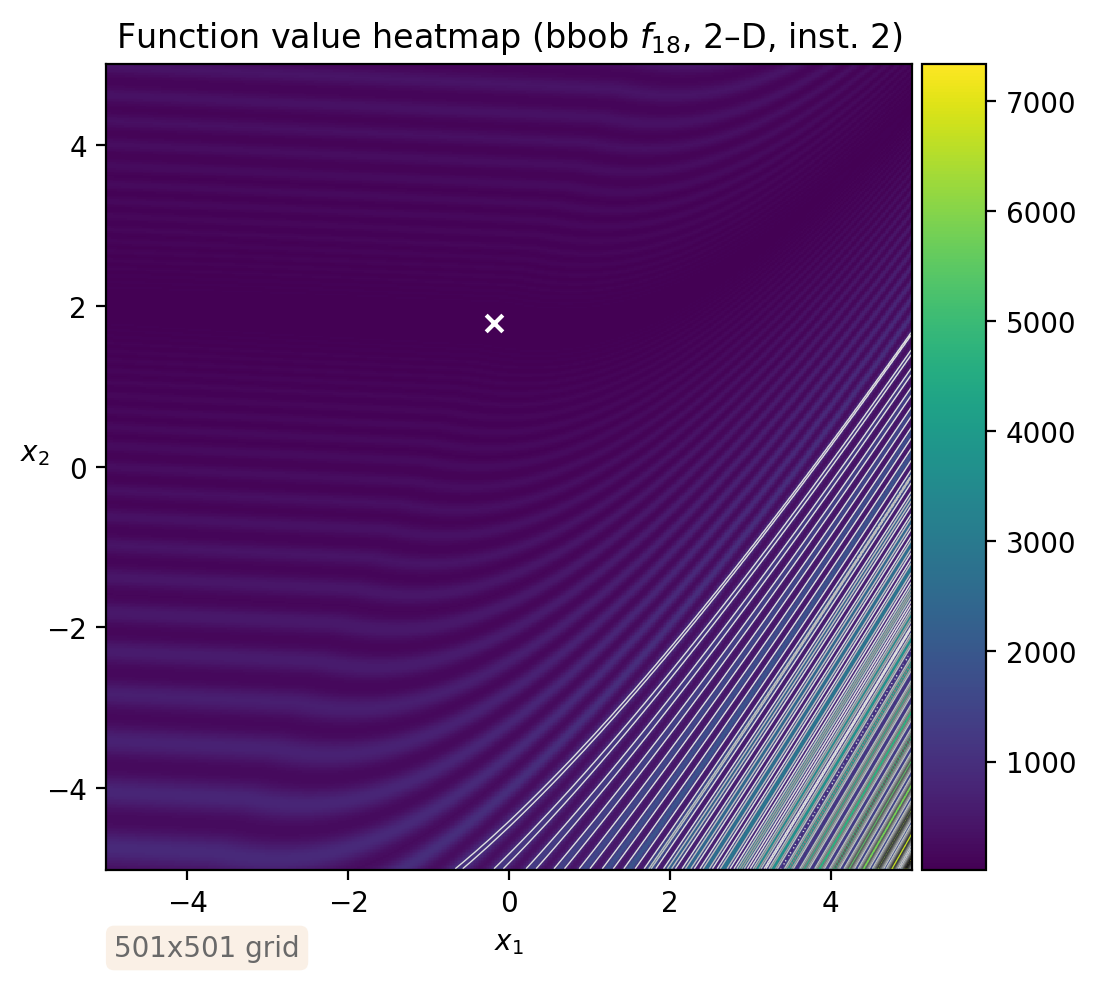 Function value heatmap (bbob f18, 2–D, inst. 2)
7000
6000
5000
4000
3000
2000
1000
4
2
x2 0
−2
−4
−4 −2 0 2 4
x1
501x501 grid